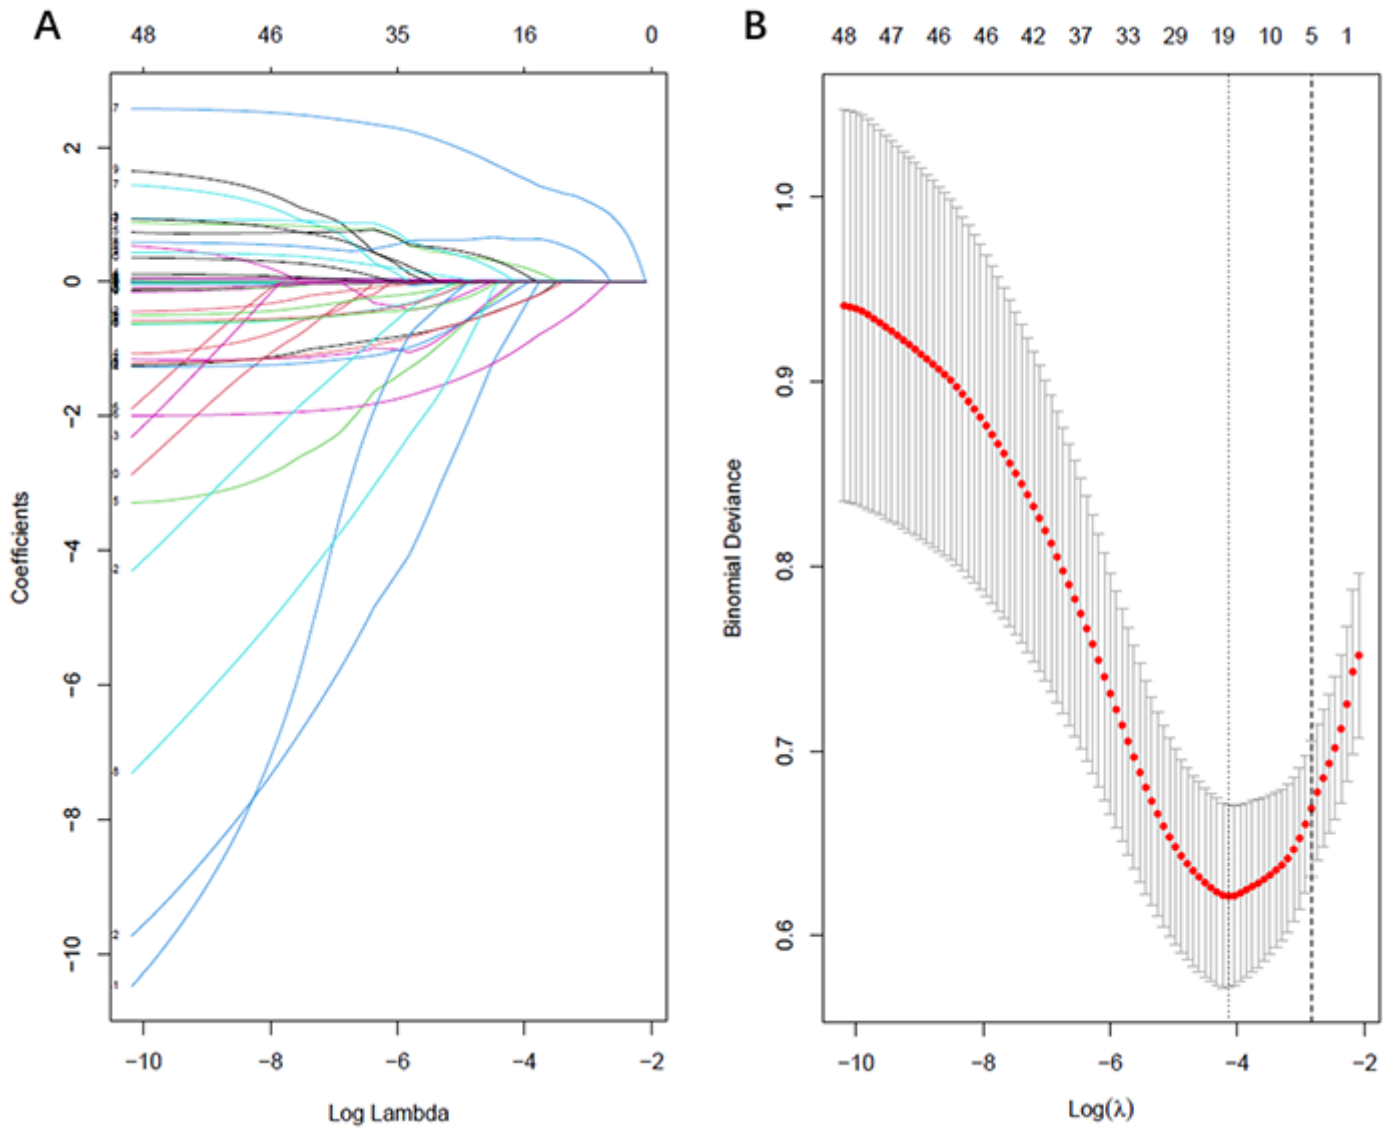 A
48 46 35 16 0
2
0
−2
−4
−6
−8
−10
Coefficients
−10 −8 −6 −4 −2
Log Lambda
B
48 47 46 46 42 37 33 29 19 10 5 1
1.0
0.9
0.8
0.7
0.6
Binomial Deviance
−10 −8 −6 −4 −2
Log(λ)